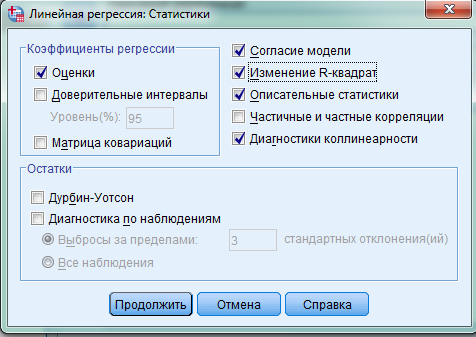 Линейная регрессия: Статистики
Коэффициенты регрессии
Оценки
Доверительные интервалы
Уровень(%): 95
Матрица ковариаций
Согласие модели
Изменение R-квадрат
Описательные статистики
Частичные и частные корреляции
Диагностики коллинеарности
Остатки
Дурбин-Уотсон
Диагностика по наблюдениям
Выбросы за пределами: 3 стандартных отклонения(ий)
Все наблюдения
Продолжить Отмена Справка